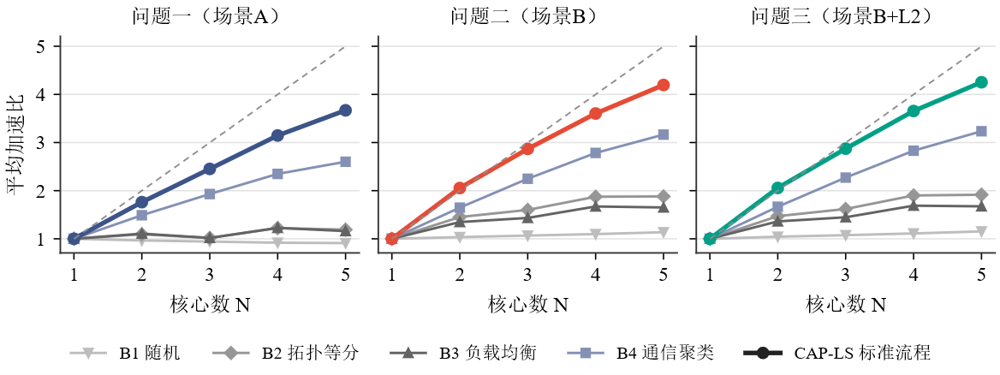 问题一（场景A）
问题二（场景B）
问题三（场景B+L2）
平均加速比
5
4
3
2
1
1 2 3 4 5
1 2 3 4 5
1 2 3 4 5
核心数 N
核心数 N
核心数 N
B1 随机
B2 拓扑等分
B3 负载均衡
B4 通信聚类
CAP-LS 标准流程